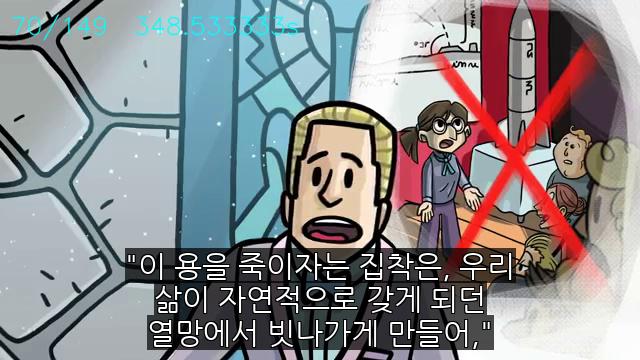 70/149 348.533333s
"이 용을 죽이자는 집착은, 우리
삶이 자연적으로 갖게 되던
열망에서 빗나가게 만들어,"